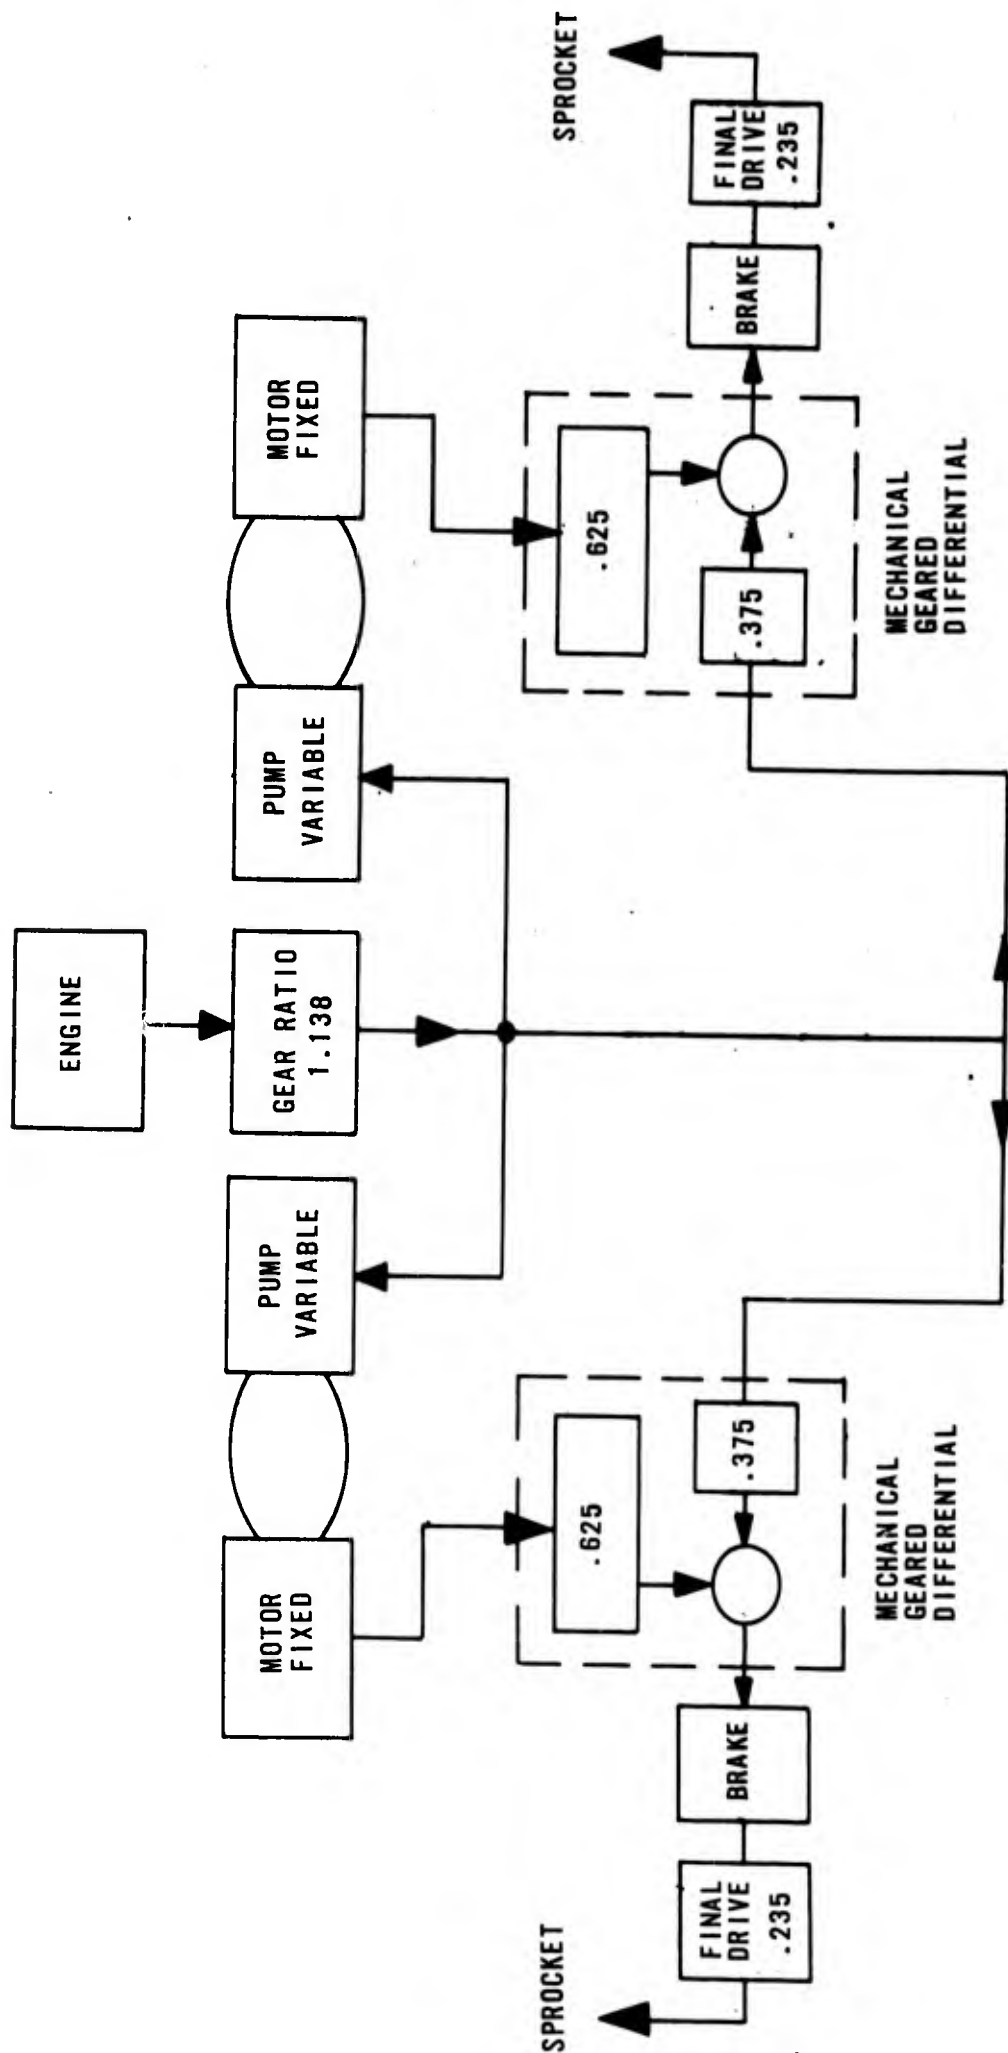 ENGINE
MOTOR
FIXED
PUMP
VARIABLE
GEAR RATIO
1.138
PUMP
VARIABLE
MOTOR
FIXED
SPROCKET
.625
.625
SPROCKET
FINAL
DRIVE
.235
BRAKE
.375
.375
BRAKE
FINAL
DRIVE
.235
MECHANICAL
GEARED
DIFFERENTIAL
MECHANICAL
GEARED
DIFFERENTIAL